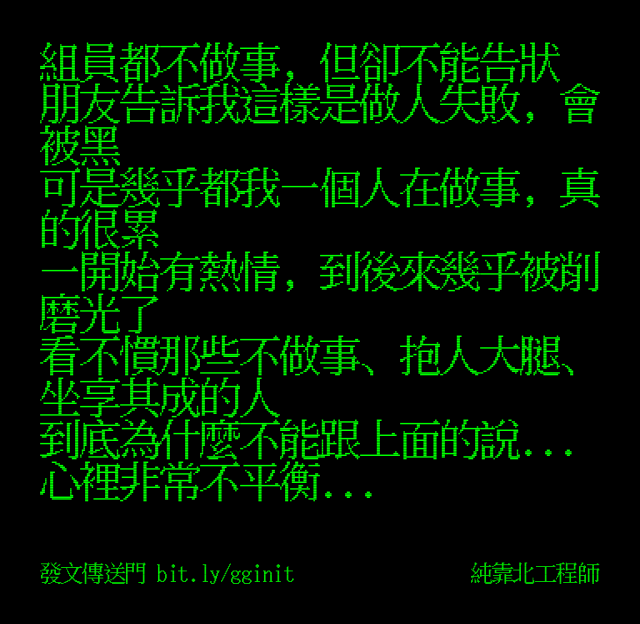 組員都不做事, 但卻不能告狀
朋友告訴我這樣是做人失敗, 會
被黑
可是幾乎都我一個人在做事, 真
的很累
一開始有熱情, 到後來幾乎被削
磨光了
看不慣那些不做事、抱人大腿、
坐享其成的人
到底為什麼不能跟上面的說...
心裡非常不平衡...
發文傳送門 bit.ly/gginit
純靠北工程師